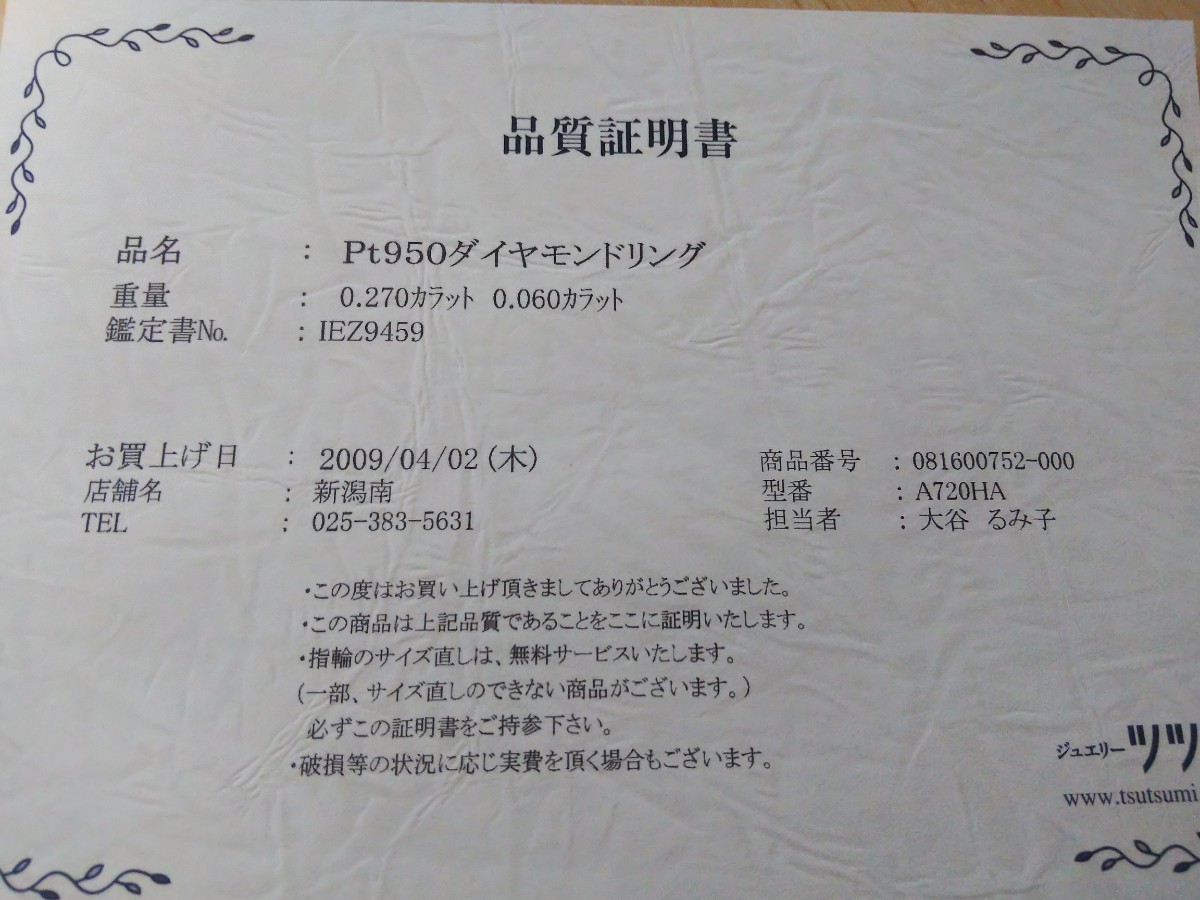 品質証明書
品名 : Pt950ダイヤモンドリング
重量 : 0.270カラット 0.060カラット
鑑定書No. : IEZ9459
お買上げ日 : 2009/04/02(木)
店舗名 : 新潟南
TEL : 025-383-5631
商品番号 : 081600752-000
型番 : A720HA
担当者 : 大谷 るみ子
・この度はお買い上げ頂きましてありがとうございました。
・この商品は上記品質であることをここに証明いたします。
・指輪のサイズ直しは、無料サービスいたします。
(一部、サイズ直しのできない商品がございます。)
必ずこの証明書をご持参下さい。
・破損等の状況に応じ実費を頂く場合もございます。
ジュエリーツツ
www.tsutsumi